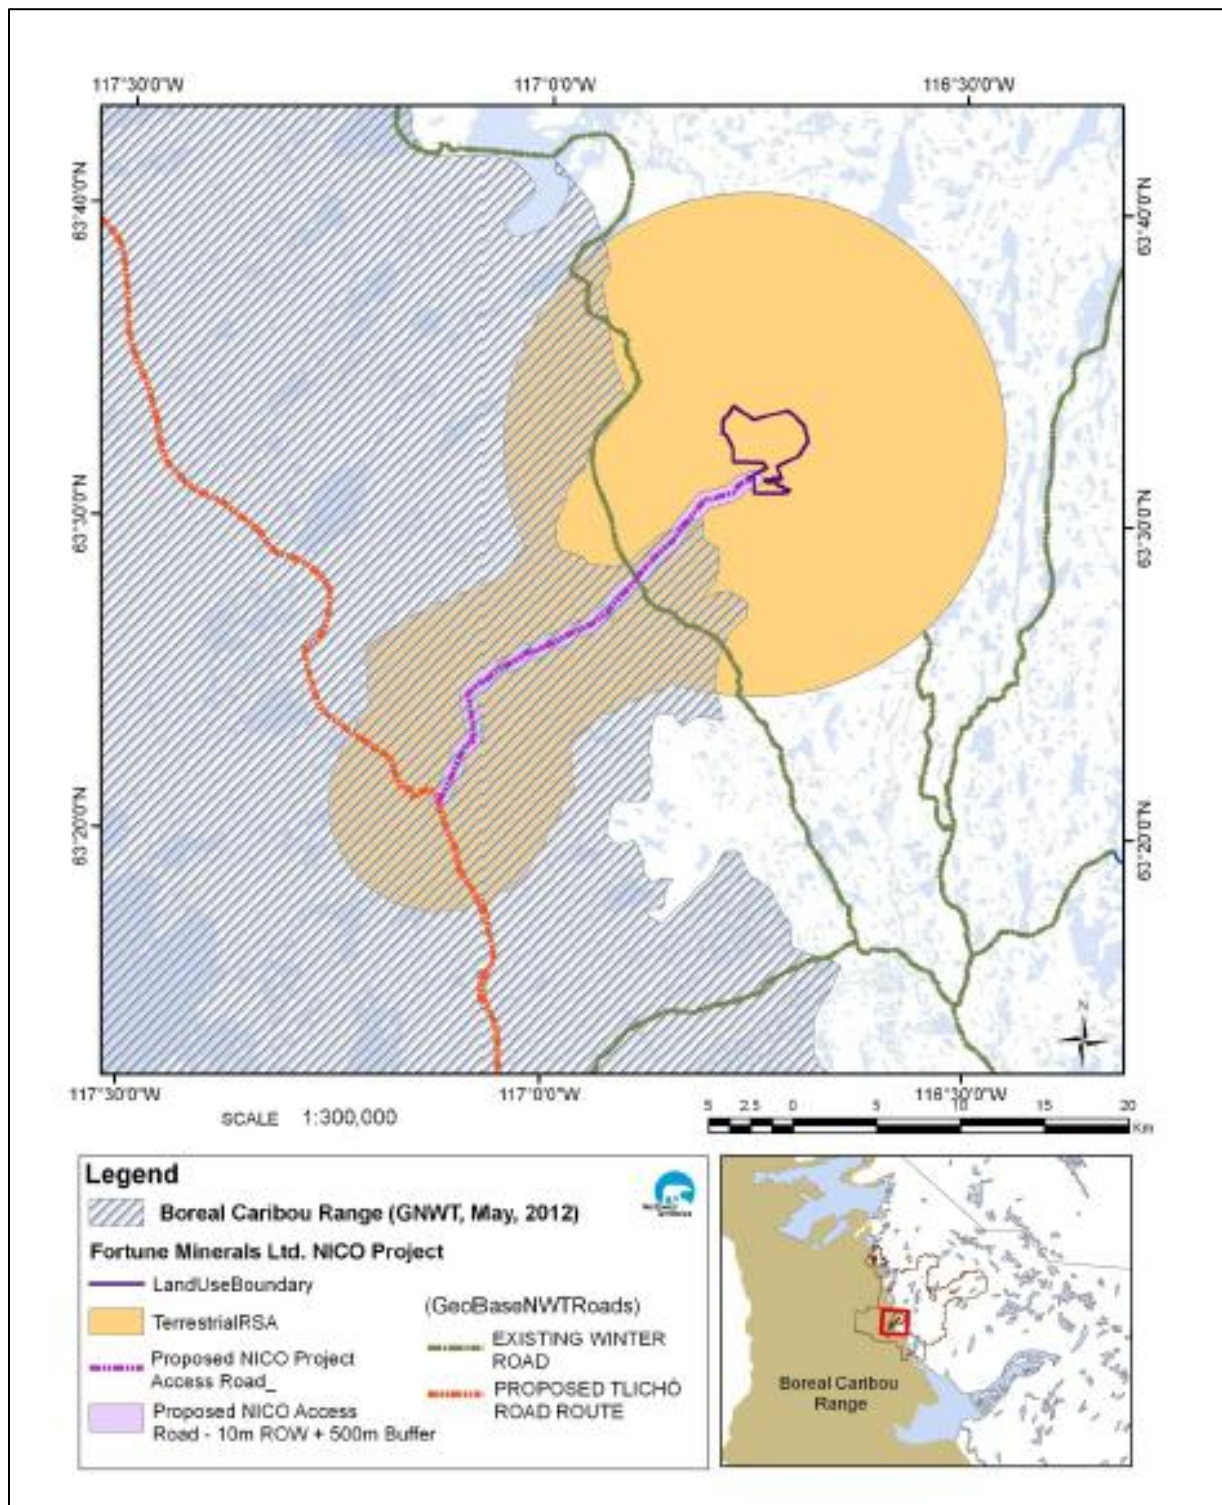 117°30'0"W 117°0'0"W 116°30'0"W
63°40'0"N
63°40'0"N
63°30'0"N
63°30'0"N
63°20'0"N
63°20'0"N
N
117°30'0"W 117°0'0"W 116°30'0"W
SCALE 1:300,000
5 2.5 0 5 10 15 20
Km
Legend
Boreal Caribou Range (GNWT, May, 2012)
Fortune Minerals Ltd. NICO Project
LandUseBoundary
TerrestrialRSA
Proposed NICO Project
Access Road_
Proposed NICO Access
Road - 10m ROW + 500m Buffer
(GeoBaseNWTRoads)
EXISTING WINTER
ROAD
PROPOSED TLICHO
ROAD ROUTE
Boreal Caribou
Range